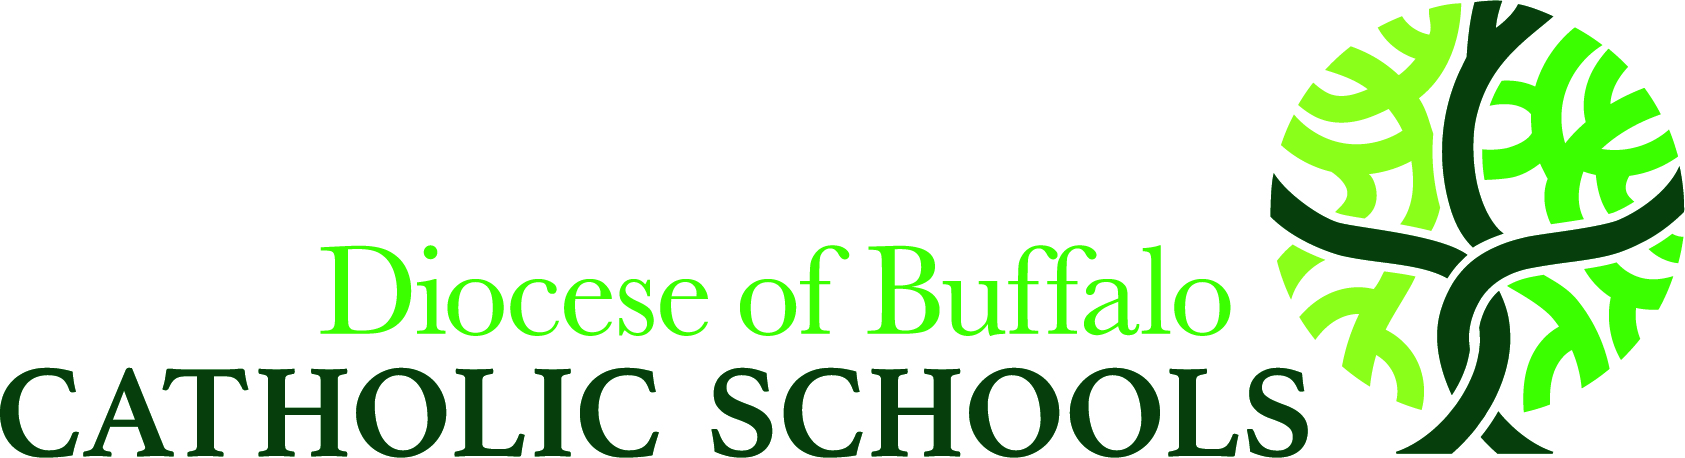 Diocese of Buffalo
CATHOLIC SCHOOLS